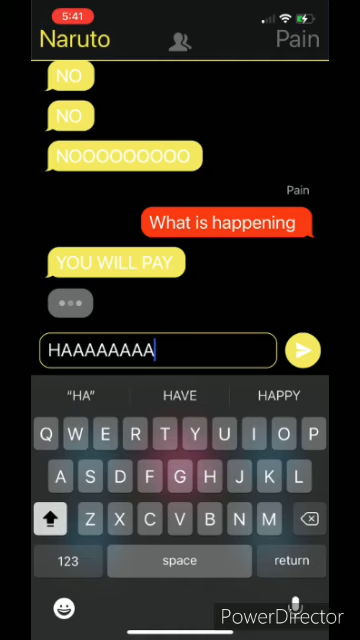 5:41
Naruto
Pain
NO
NO
NOOOOOOOOO
Pain
What is happening
YOU WILL PAY
HAAAAAAAA
“HA”
HAVE
HAPPY
Q W E R T Y U I O P
A S D F G H J K L
Z X C V B N M
123
space
return
PowerDirector